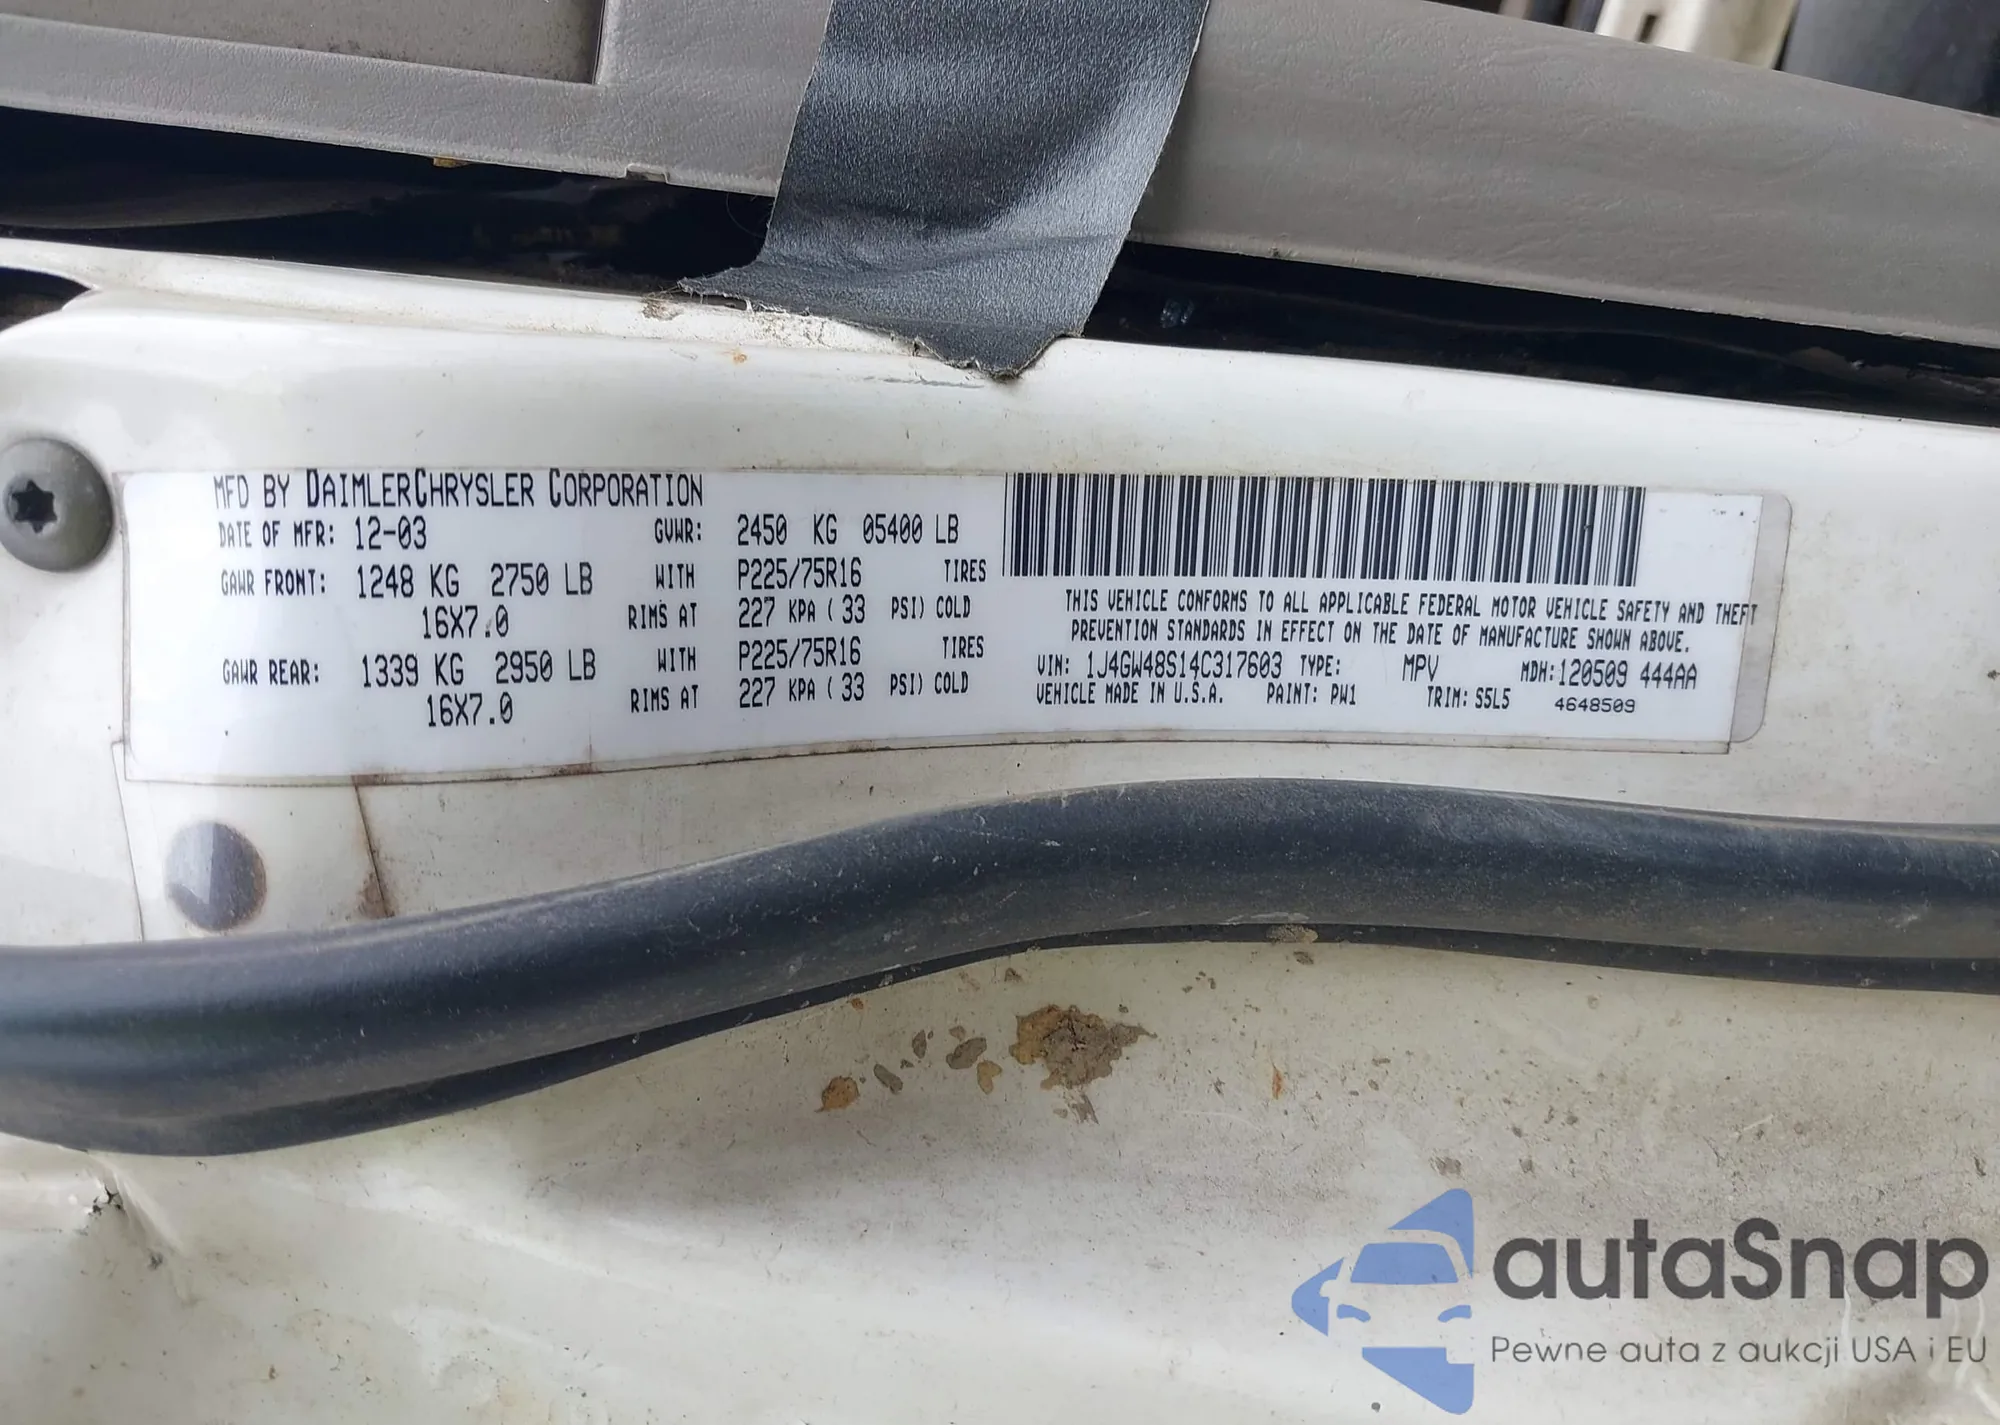 MFD BY DAIMLERCHRYSLER CORPORATION
DATE OF MFR: 12-03 GVWR: 2450 KG 05400 LB
GAWR FRONT: 1248 KG 2750 LB WITH P225/75R16 TIRES
16X7.0 RIMS AT 227 KPA ( 33 PSI) COLD
GAWR REAR: 1339 KG 2950 LB WITH P225/75R16 TIRES
16X7.0 RIMS AT 227 KPA ( 33 PSI) COLD
THIS VEHICLE CONFORMS TO ALL APPLICABLE FEDERAL MOTOR VEHICLE SAFETY AND THEFT
PREVENTION STANDARDS IN EFFECT ON THE DATE OF MANUFACTURE SHOWN ABOVE.
VIN: 1J4GW48S14C317603 TYPE: MPV MDH:120509 444AA
VEHICLE MADE IN U.S.A. PAINT: PW1 TRIM: S5L5 4648509
autaSnap
Pewne auta z aukcji USA i EU